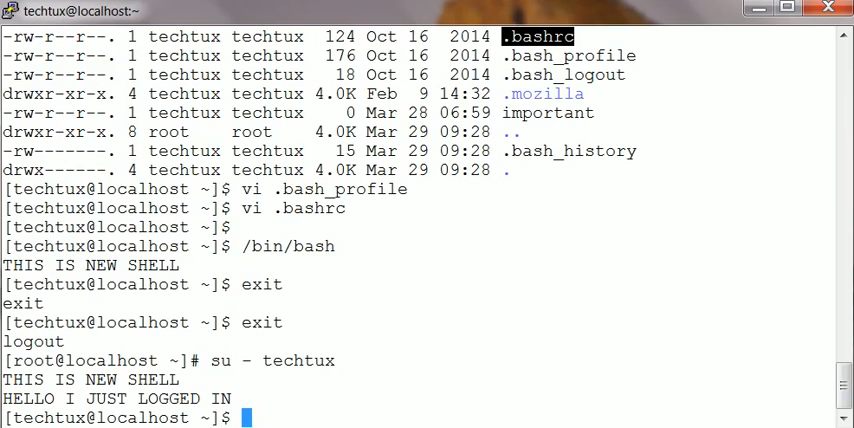 techtux@localhost:~
-rw-r--r--. 1 techtux techtux  124 Oct 16  2014 .bashrc
-rw-r--r--. 1 techtux techtux  176 Oct 16  2014 .bash_profile
-rw-r--r--. 1 techtux techtux   18 Oct 16  2014 .bash_logout
drwxr-xr-x. 4 techtux techtux 4.0K Feb  9 14:32 .mozilla
-rw-r--r--. 1 techtux techtux    0 Mar 28 06:59 important
drwxr-xr-x. 8 root    root    4.0K Mar 29 09:28 ..
-rw-------. 1 techtux techtux   15 Mar 29 09:28 .bash_history
drwx------. 4 techtux techtux 4.0K Mar 29 09:28 .
[techtux@localhost ~]$ vi .bash_profile
[techtux@localhost ~]$ vi .bashrc
[techtux@localhost ~]$
[techtux@localhost ~]$ /bin/bash
THIS IS NEW SHELL
[techtux@localhost ~]$ exit
exit
[techtux@localhost ~]$ exit
logout
[root@localhost ~]# su - techtux
THIS IS NEW SHELL
HELLO I JUST LOGGED IN
[techtux@localhost ~]$